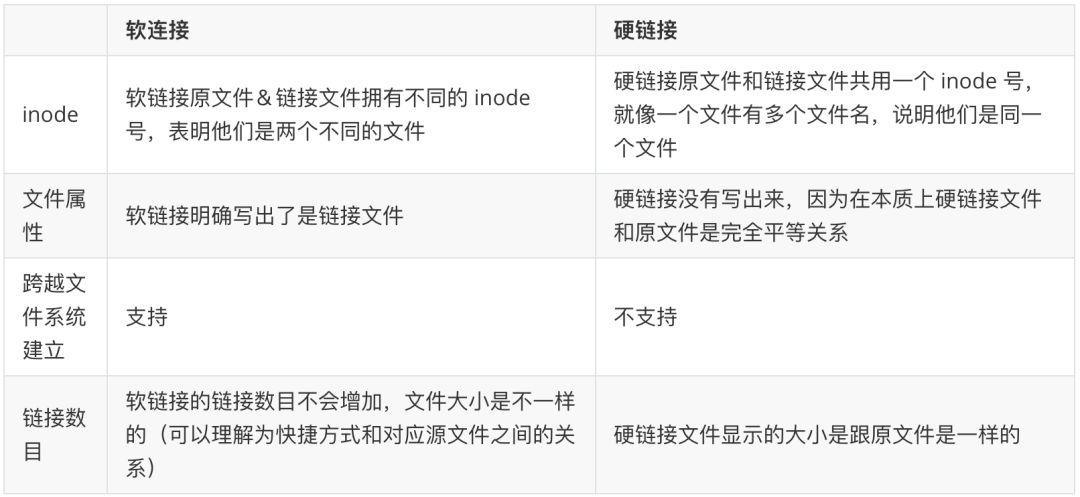 软连接
硬链接
inode
软链接原文件＆链接文件拥有不同的 inode
号，表明他们是两个不同的文件
硬链接原文件和链接文件共用一个 inode 号，
就像一个文件有多个文件名，说明他们是同一
个文件
文件属
性
软链接明确写出了是链接文件
硬链接没有写出来，因为在本质上硬链接文件
和原文件是完全平等关系
跨越文
件系统
建立
支持
不支持
链接数
目
软链接的链接数目不会增加，文件大小是不一样
的（可以理解为快捷方式和对应源文件之间的关
系）
硬链接文件显示的大小是跟原文件是一样的